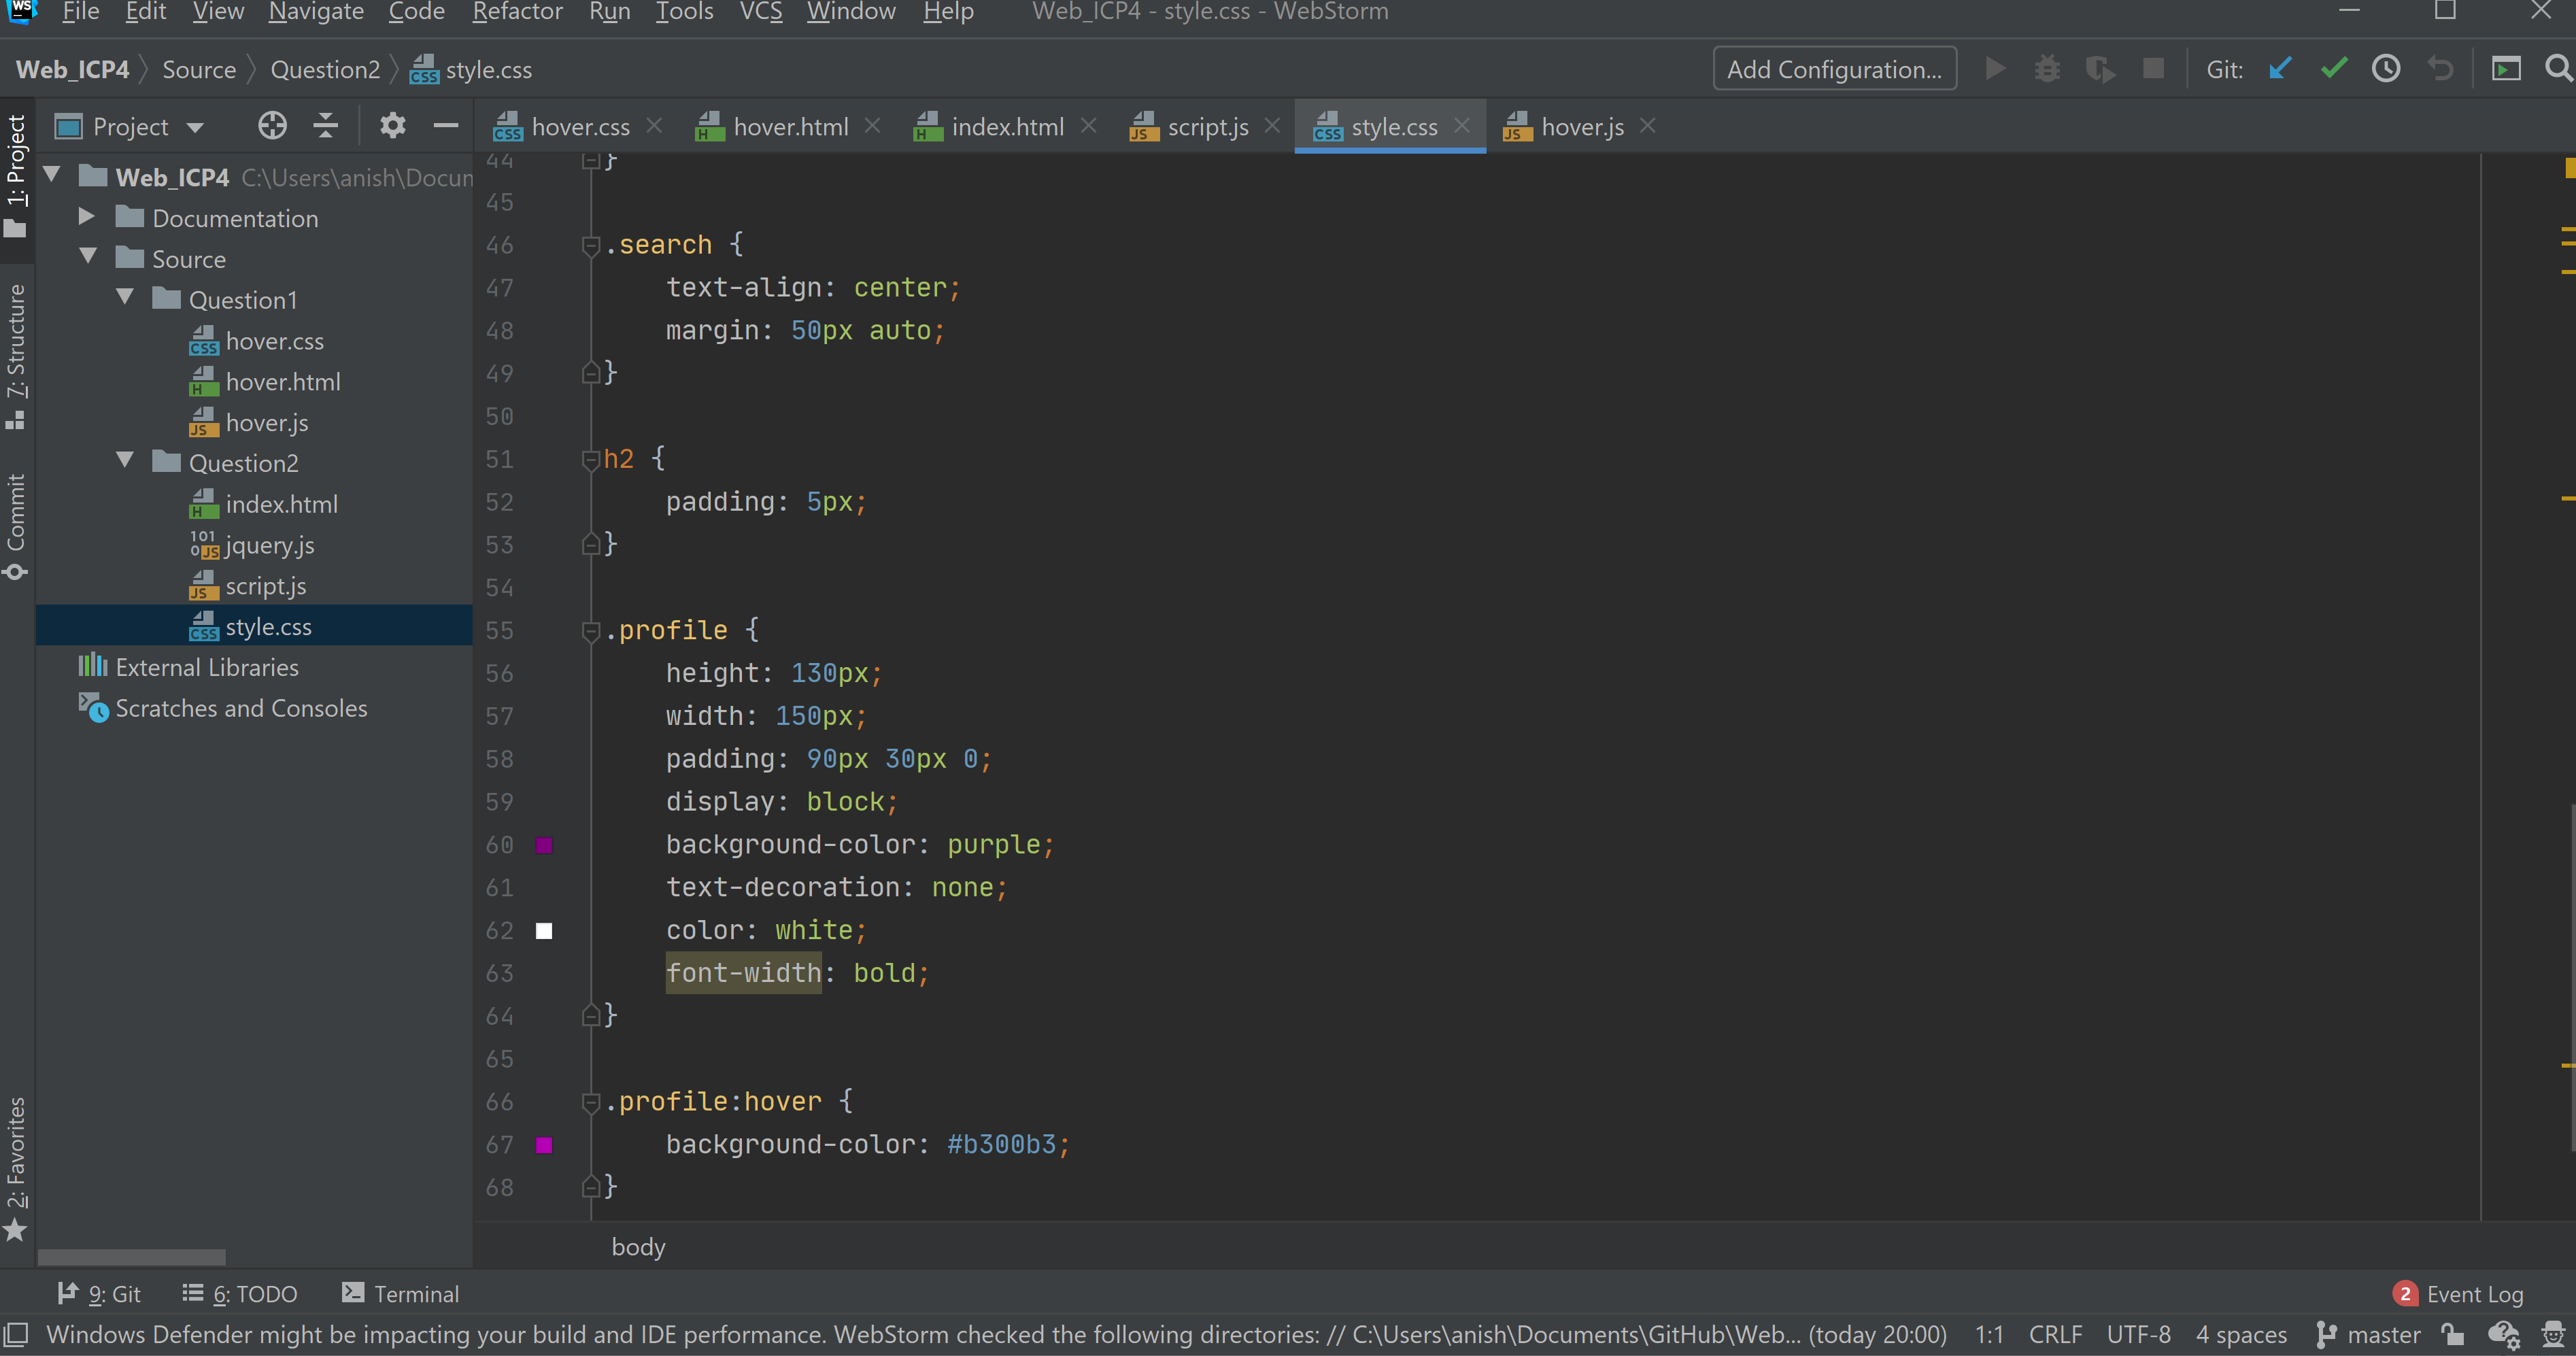 WS File Edit View Navigate Code Refactor Run Tools VCS Window Help Web_ICP4 - style.css - WebStorm
Web_ICP4 Source Question2 style.css Add Configuration... Git:
1: Project
7: Structure
Commit
2: Favorites
Project
Web_ICP4 C:\Users\anish\Docun
Documentation
Source
Question1
hover.css
hover.html
hover.js
Question2
index.html
jquery.js
script.js
style.css
External Libraries
Scratches and Consoles
hover.css hover.html index.html script.js style.css hover.js
44 }
45
46 .search {
47     text-align: center;
48     margin: 50px auto;
49 }
50
51 h2 {
52     padding: 5px;
53 }
54
55 .profile {
56     height: 130px;
57     width: 150px;
58     padding: 90px 30px 0;
59     display: block;
60     background-color: purple;
61     text-decoration: none;
62     color: white;
63     font-width: bold;
64 }
65
66 .profile:hover {
67     background-color: #b300b3;
68 }
body
9: Git 6: TODO Terminal 2 Event Log
Windows Defender might be impacting your build and IDE performance. WebStorm checked the following directories: // C:\Users\anish\Documents\GitHub\Web... (today 20:00) 1:1 CRLF UTF-8 4 spaces master